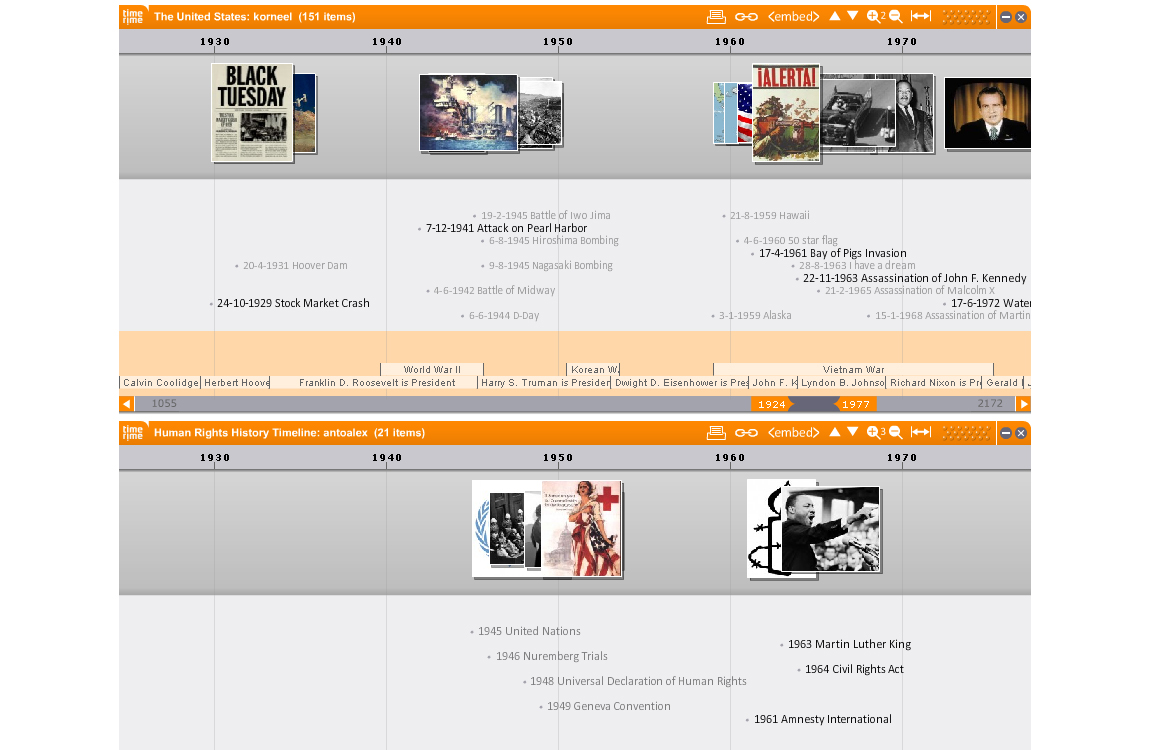 time rime The United States: korneel (151 items) <embed> 2
1930 1940 1950 1960 1970
BLACK TUESDAY
¡ALERTA!
19-2-1945 Battle of Iwo Jima
21-8-1959 Hawaii
7-12-1941 Attack on Pearl Harbor
6-8-1945 Hiroshima Bombing
4-6-1960 50 star flag
17-4-1961 Bay of Pigs Invasion
20-4-1931 Hoover Dam
9-8-1945 Nagasaki Bombing
28-8-1963 I have a dream
22-11-1963 Assassination of John F. Kennedy
4-6-1942 Battle of Midway
21-2-1965 Assassination of Malcolm X
24-10-1929 Stock Market Crash
17-6-1972 Water
6-6-1944 D-Day
3-1-1959 Alaska
15-1-1968 Assassination of Martin
World War II Korean W Vietnam War
Calvin Coolidge Herbert Hoove Franklin D. Roosevelt is President Harry S. Truman is President Dwight D. Eisenhower is Pres John F. K Lyndon B. Johnso Richard Nixon is Pr Gerald J
1055 1924 1977 2172
time rime Human Rights History Timeline: antoalex (21 items) <embed> 3
1930 1940 1950 1960 1970
1945 United Nations
1963 Martin Luther King
1946 Nuremberg Trials
1964 Civil Rights Act
1948 Universal Declaration of Human Rights
1949 Geneva Convention
1961 Amnesty International